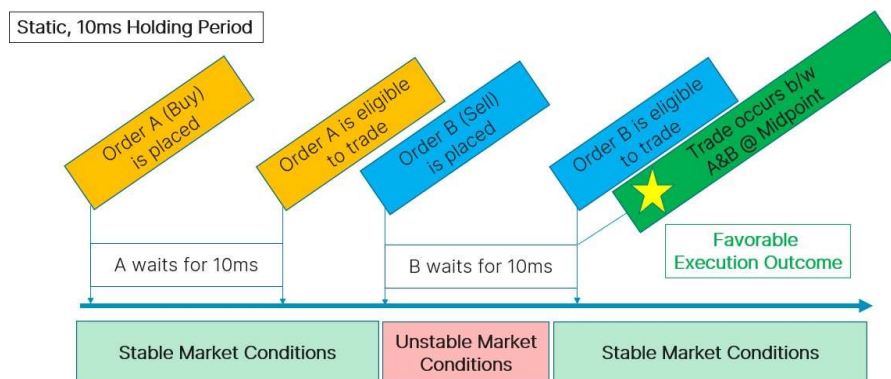 Static, 10ms Holding Period
Order A (Buy)
is placed
Order A is eligible
to trade
Order B (Sell)
is placed
Order B is eligible
to trade
Trade occurs b/w
A&B @ Midpoint
A waits for 10ms
B waits for 10ms
Favorable
Execution Outcome
Stable Market Conditions
Unstable Market
Conditions
Stable Market Conditions